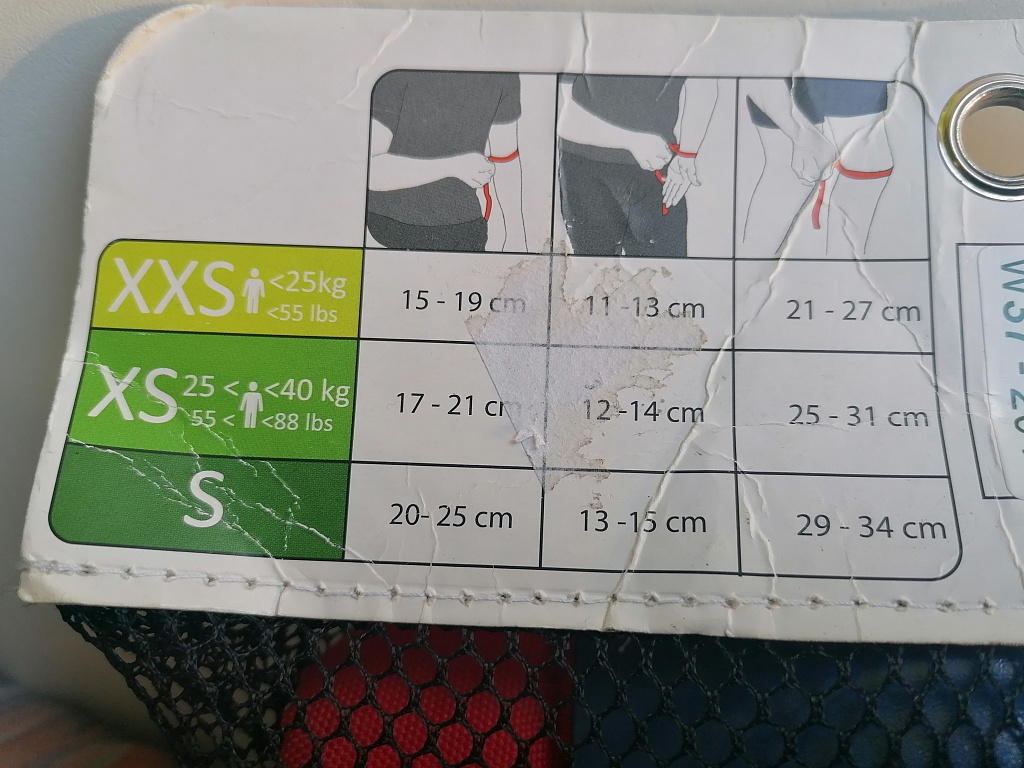 XXS <25kg 15 - 19 cm 11 -13 cm 21 - 27 cm
<55 lbs
XS 25 < <40 kg 17 - 21 cm 12 -14 cm 25 - 31 cm
55 < <88 lbs
S 20- 25 cm 13 -15 cm 29 - 34 cm